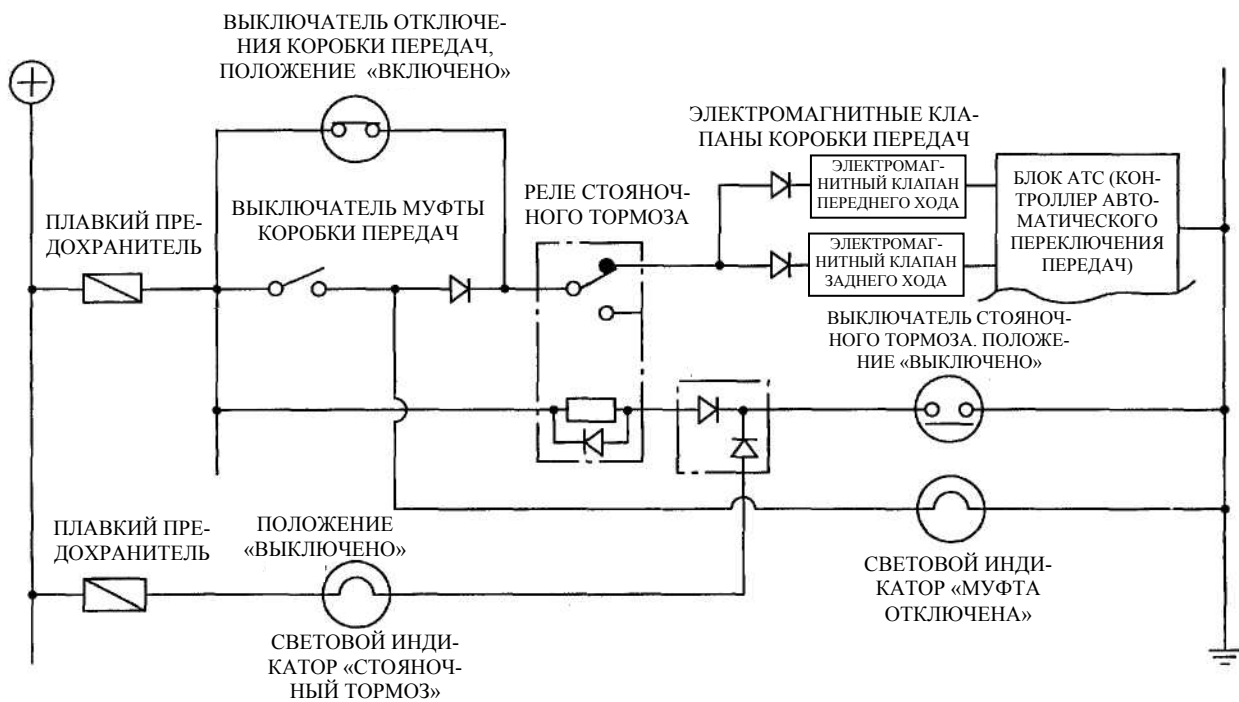 ВЫКЛЮЧАТЕЛЬ ОТКЛЮЧЕ-
НИЯ КОРОБКИ ПЕРЕДАЧ,
ПОЛОЖЕНИЕ «ВКЛЮЧЕНО»
ЭЛЕКТРОМАГНИТНЫЕ КЛА-
ПАНЫ КОРОБКИ ПЕРЕДАЧ
ЭЛЕКТРОМАГ-
НИТНЫЙ КЛАПАН
ПЕРЕДНЕГО ХОДА
БЛОК АТС (КОН-
ТРОЛЛЕР АВТО-
МАТИЧЕСКОГО
ПЕРЕКЛЮЧЕНИЯ
ПЕРЕДАЧ)
РЕЛЕ СТОЯНОЧ-
НОГО ТОРМОЗА
ПЛАВКИЙ ПРЕ-
ДОХРАНИТЕЛЬ
ВЫКЛЮЧАТЕЛЬ МУФТЫ
КОРОБКИ ПЕРЕДАЧ
ЭЛЕКТРОМАГ-
НИТНЫЙ КЛАПАН
ЗАДНЕГО ХОДА
ВЫКЛЮЧАТЕЛЬ СТОЯНОЧ-
НОГО ТОРМОЗА. ПОЛОЖЕ-
НИЕ «ВЫКЛЮЧЕНО»
ПЛАВКИЙ ПРЕ-
ДОХРАНИТЕЛЬ
ПОЛОЖЕНИЕ
«ВЫКЛЮЧЕНО»
СВЕТОВОЙ ИНДИ-
КАТОР «МУФТА
ОТКЛЮЧЕНА»
СВЕТОВОЙ ИНДИ-
КАТОР «СТОЯНОЧ-
НЫЙ ТОРМОЗ»